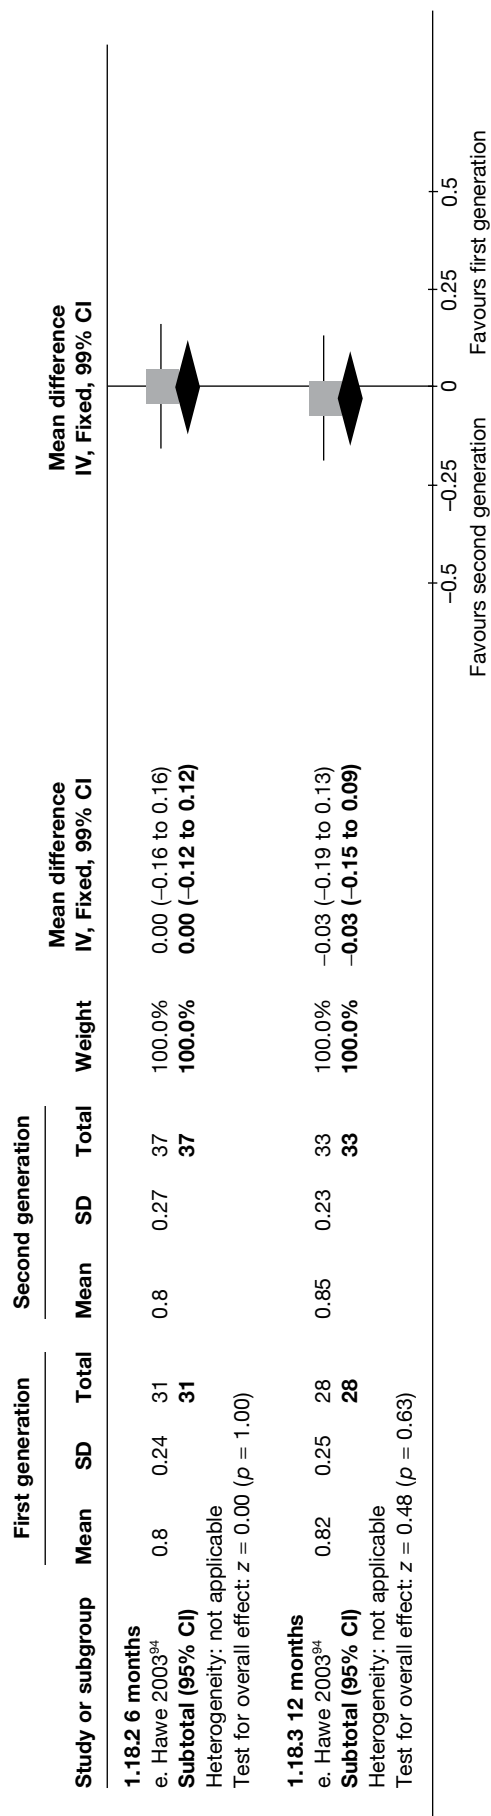 First generation Second generation Mean difference Mean difference
Study or subgroup Mean SD Total Mean SD Total Weight IV, Fixed, 99% CI IV, Fixed, 99% CI
1.18.2 6 months
e. Hawe 2003⁹⁴ 0.8 0.24 31 0.8 0.27 37 100.0% 0.00 (−0.16 to 0.16)
Subtotal (95% CI) 31 37 100.0% 0.00 (−0.12 to 0.12)
Heterogeneity: not applicable
Test for overall effect: z = 0.00 (p = 1.00)
1.18.3 12 months
e. Hawe 2003⁹⁴ 0.82 0.25 28 0.85 0.23 33 100.0% −0.03 (−0.19 to 0.13)
Subtotal (95% CI) 28 33 100.0% −0.03 (−0.15 to 0.09)
Heterogeneity: not applicable
Test for overall effect: z = 0.48 (p = 0.63)
−0.5 −0.25 0 0.25 0.5
Favours second generation Favours first generation